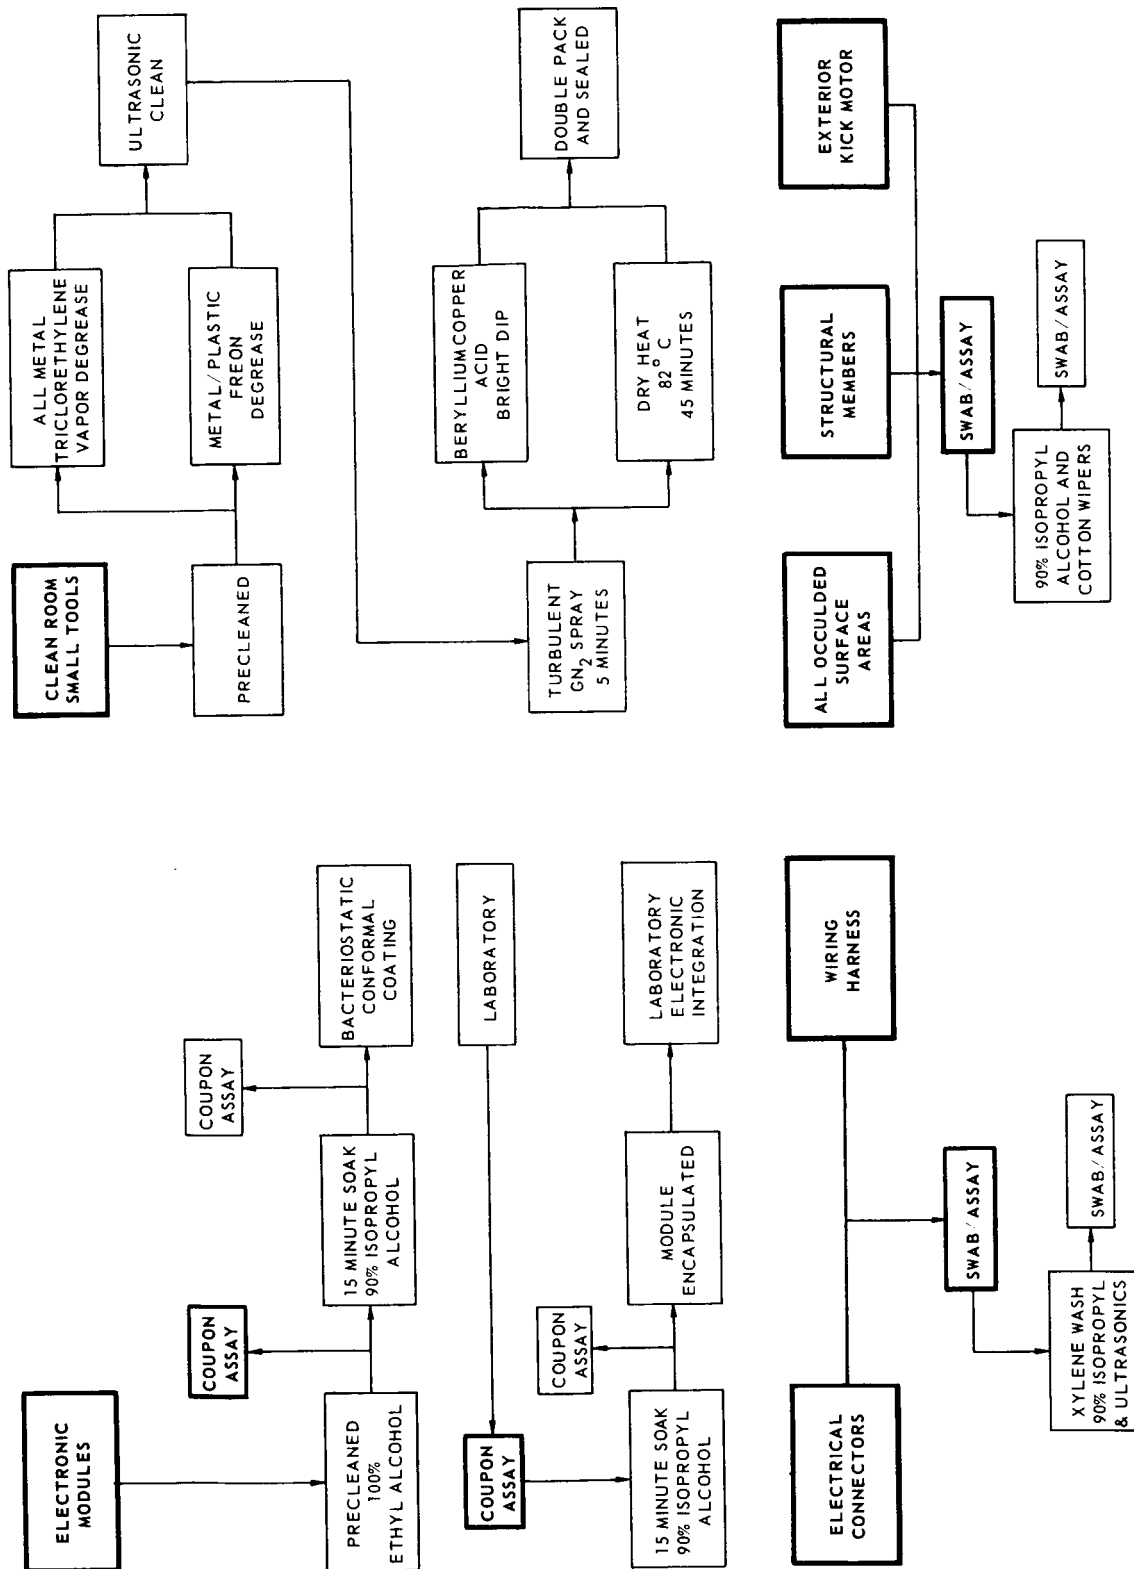 ELECTRONIC
MODULES
PRECLEANED
100%
ETHYL ALCOHOL
COUPON
ASSAY
15 MINUTE SOAK
90% ISOPROPYL
ALCOHOL
COUPON
ASSAY
BACTERIOSTATIC
CONFORMAL
COATING
LABORATORY
COUPON
ASSAY
15 MINUTE SOAK
90% ISOPROPYL
ALCOHOL
COUPON
ASSAY
MODULE
ENCAPSULATED
LABORATORY
ELECTRONIC
INTEGRATION
ELECTRICAL
CONNECTORS
WIRING
HARNESS
SWAB/ASSAY
XYLENE WASH
90% ISOPROPYL
& ULTRASONICS
SWAB/ASSAY
CLEAN ROOM
SMALL TOOLS
PRECLEANED
ALL METAL
TRICLORETHYLENE
VAPOR DEGREASE
METAL/PLASTIC
FREON
DEGREASE
ULTRASONIC
CLEAN
TURBULENT
GN2 SPRAY
5 MINUTES
BERYLLIUMCOPPER
ACID
BRIGHT DIP
DRY HEAT
82° C
45 MINUTES
DOUBLE PACK
AND SEALED
ALL OCCULDED
SURFACE
AREAS
STRUCTURAL
MEMBERS
EXTERIOR
KICK MOTOR
SWAB/ASSAY
90% ISOPROPYL
ALCOHOL AND
COTTON WIPERS
SWAB/ASSAY